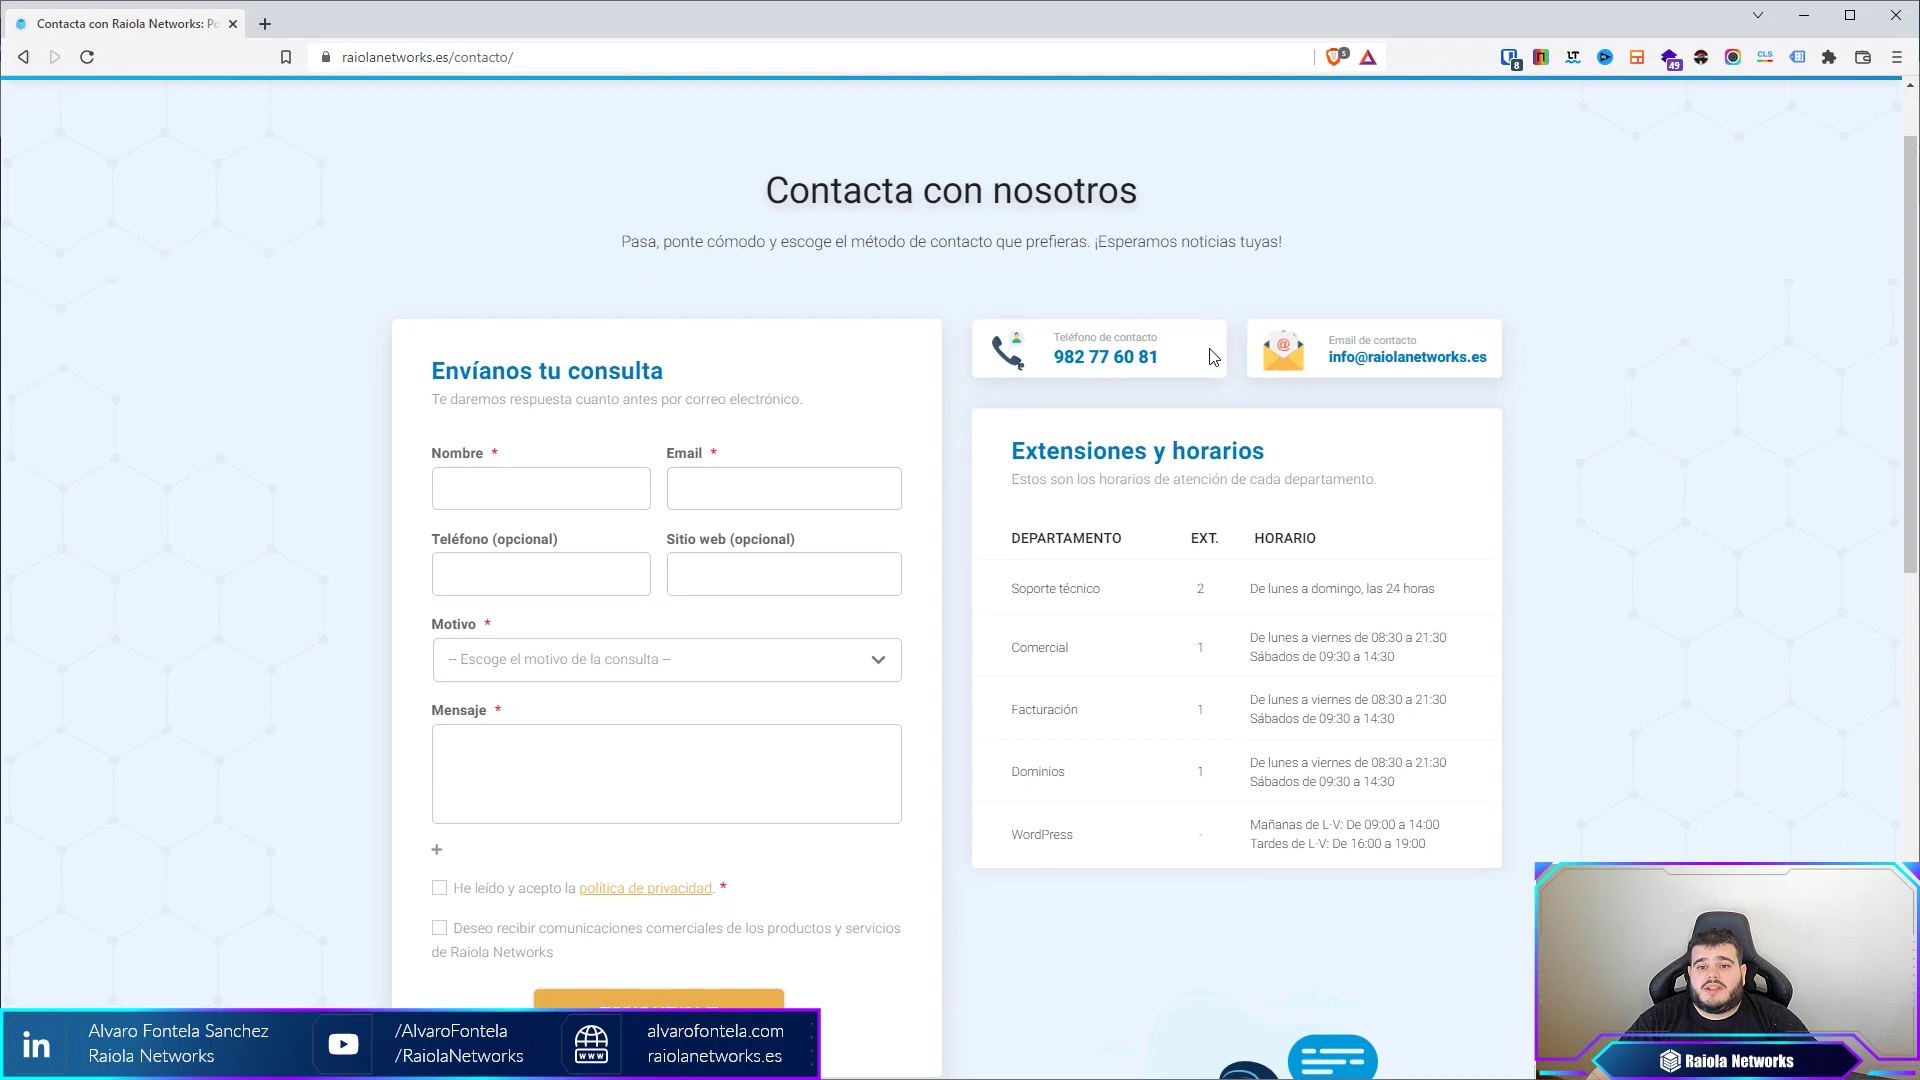 Contacta con Raiola Networks: Po
raiolanetworks.es/contacto/
5
8
LT
49
CLS
Contacta con nosotros
Pasa, ponte cómodo y escoge el método de contacto que prefieras. ¡Esperamos noticias tuyas!
Envíanos tu consulta
Te daremos respuesta cuanto antes por correo electrónico.
Nombre *
Email *
Teléfono (opcional)
Sitio web (opcional)
Motivo *
-- Escoge el motivo de la consulta --
Mensaje *
+
He leído y acepto la política de privacidad. *
Deseo recibir comunicaciones comerciales de los productos y servicios
de Raiola Networks
Teléfono de contacto
982 77 60 81
@
Email de contacto
info@raiolanetworks.es
Extensiones y horarios
Estos son los horarios de atención de cada departamento.
DEPARTAMENTO EXT. HORARIO
Soporte técnico 2 De lunes a domingo, las 24 horas
Comercial 1 De lunes a viernes de 08:30 a 21:30
Sábados de 09:30 a 14:30
Facturación 1 De lunes a viernes de 08:30 a 21:30
Sábados de 09:30 a 14:30
Dominios 1 De lunes a viernes de 08:30 a 21:30
Sábados de 09:30 a 14:30
WordPress - Mañanas de L-V: De 09:00 a 14:00
Tardes de L-V: De 16:00 a 19:00
in
Alvaro Fontela Sanchez
Raiola Networks
/AlvaroFontela
/RaiolaNetworks
www
alvarofontela.com
raiolanetworks.es
Raiola Networks